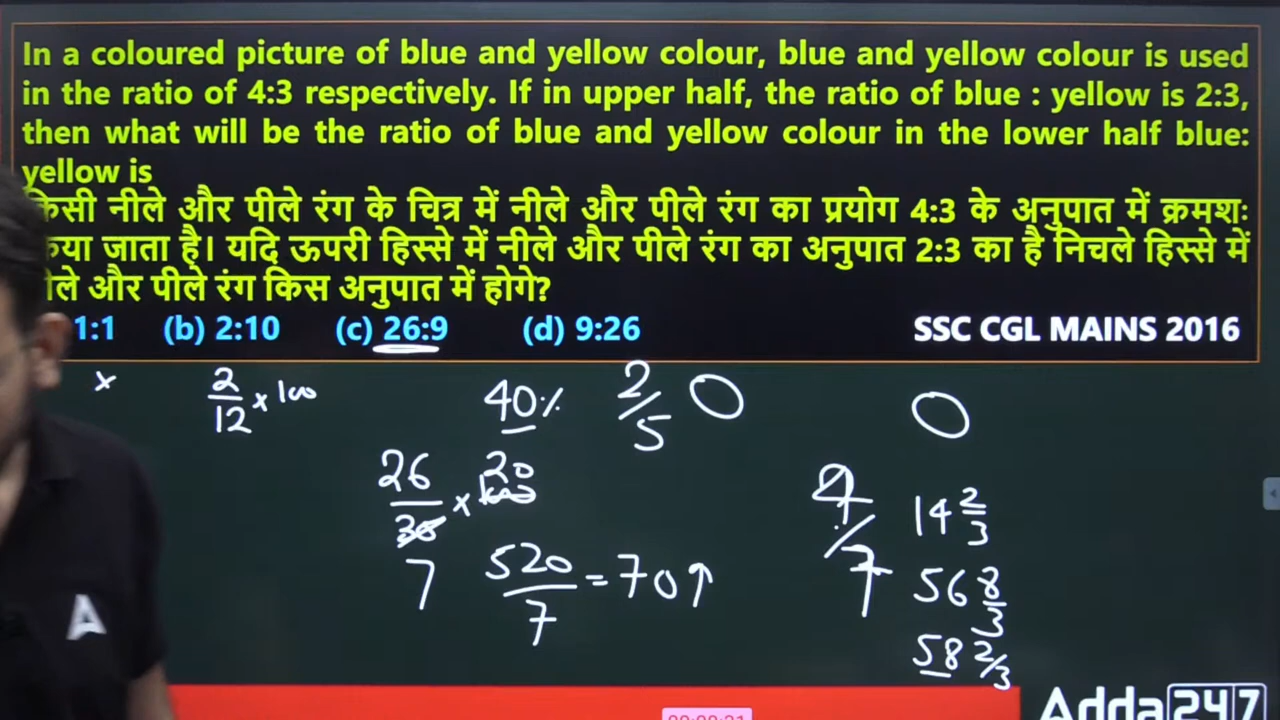 In a coloured picture of blue and yellow colour, blue and yellow colour is used
in the ratio of 4:3 respectively. If in upper half, the ratio of blue : yellow is 2:3,
then what will be the ratio of blue and yellow colour in the lower half blue:
yellow is
किसी नीले और पीले रंग के चित्र में नीले और पीले रंग का प्रयोग 4:3 के अनुपात में क्रमशः
जाता है। यदि ऊपरी हिस्से में नीले और पीले रंग का अनुपात 2:3 का है निचले हिस्से में
और पीले रंग किस अनुपात में होगे?
1:1 (b) 2:10 (c) 26:9 (d) 9:26 SSC CGL MAINS 2016
× 2/12 × 100 40% 2/5 0 0
26/35 × 20 4/7 14 2/3
7 520/7 = 70↑ 56 8/3
58 2/3
A
Adda247